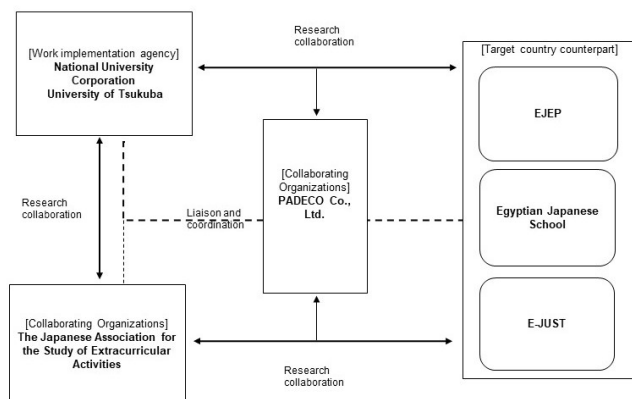 [Work implementation agency]
National University
Corporation
University of Tsukuba
Research
collaboration
[Target country counterpart]
EJEP
Egyptian Japanese
School
E-JUST
[Collaborating
Organizations]
PADECO Co.,
Ltd.
Research
collaboration
Liaison and
coordination
[Collaborating Organizations]
The Japanese Association for
the Study of Extracurricular
Activities
Research
collaboration